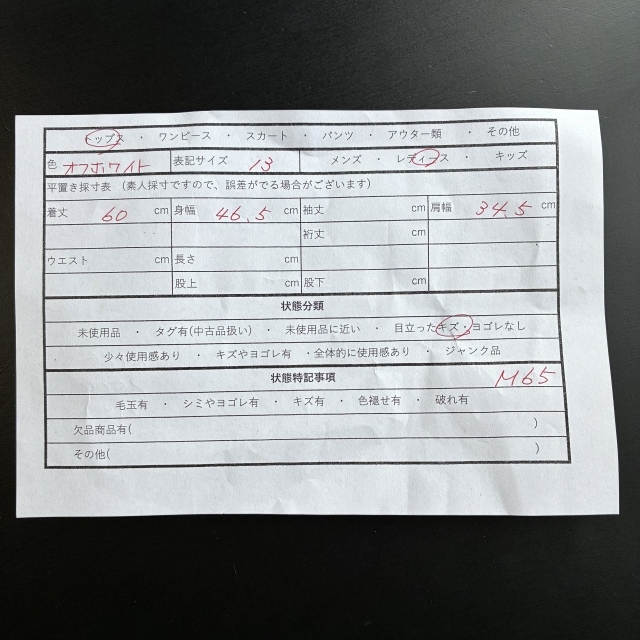 トップス ・ ワンピース ・ スカート ・ パンツ ・ アウター類 ・ その他
色 オフホワイト 表記サイズ 13 メンズ ・ レディース ・ キッズ
平置き採寸表 （素人採寸ですので、誤差がでる場合がございます）
着丈 60 cm 身幅 46.5 cm 袖丈 cm 肩幅 34.5 cm
裄丈 cm
ウエスト cm 長さ cm
股上 cm 股下 cm
状態分類
未使用品 ・ タグ有(中古品扱い) ・ 未使用品に近い ・ 目立ったキズ・ヨゴレなし
・ 少々使用感あり ・ キズやヨゴレ有 ・全体的に使用感あり ・ ジャンク品
状態特記事項 M65
毛玉有 ・ シミやヨゴレ有 ・ キズ有 ・ 色褪せ有 ・ 破れ有
欠品商品有( )
その他( )